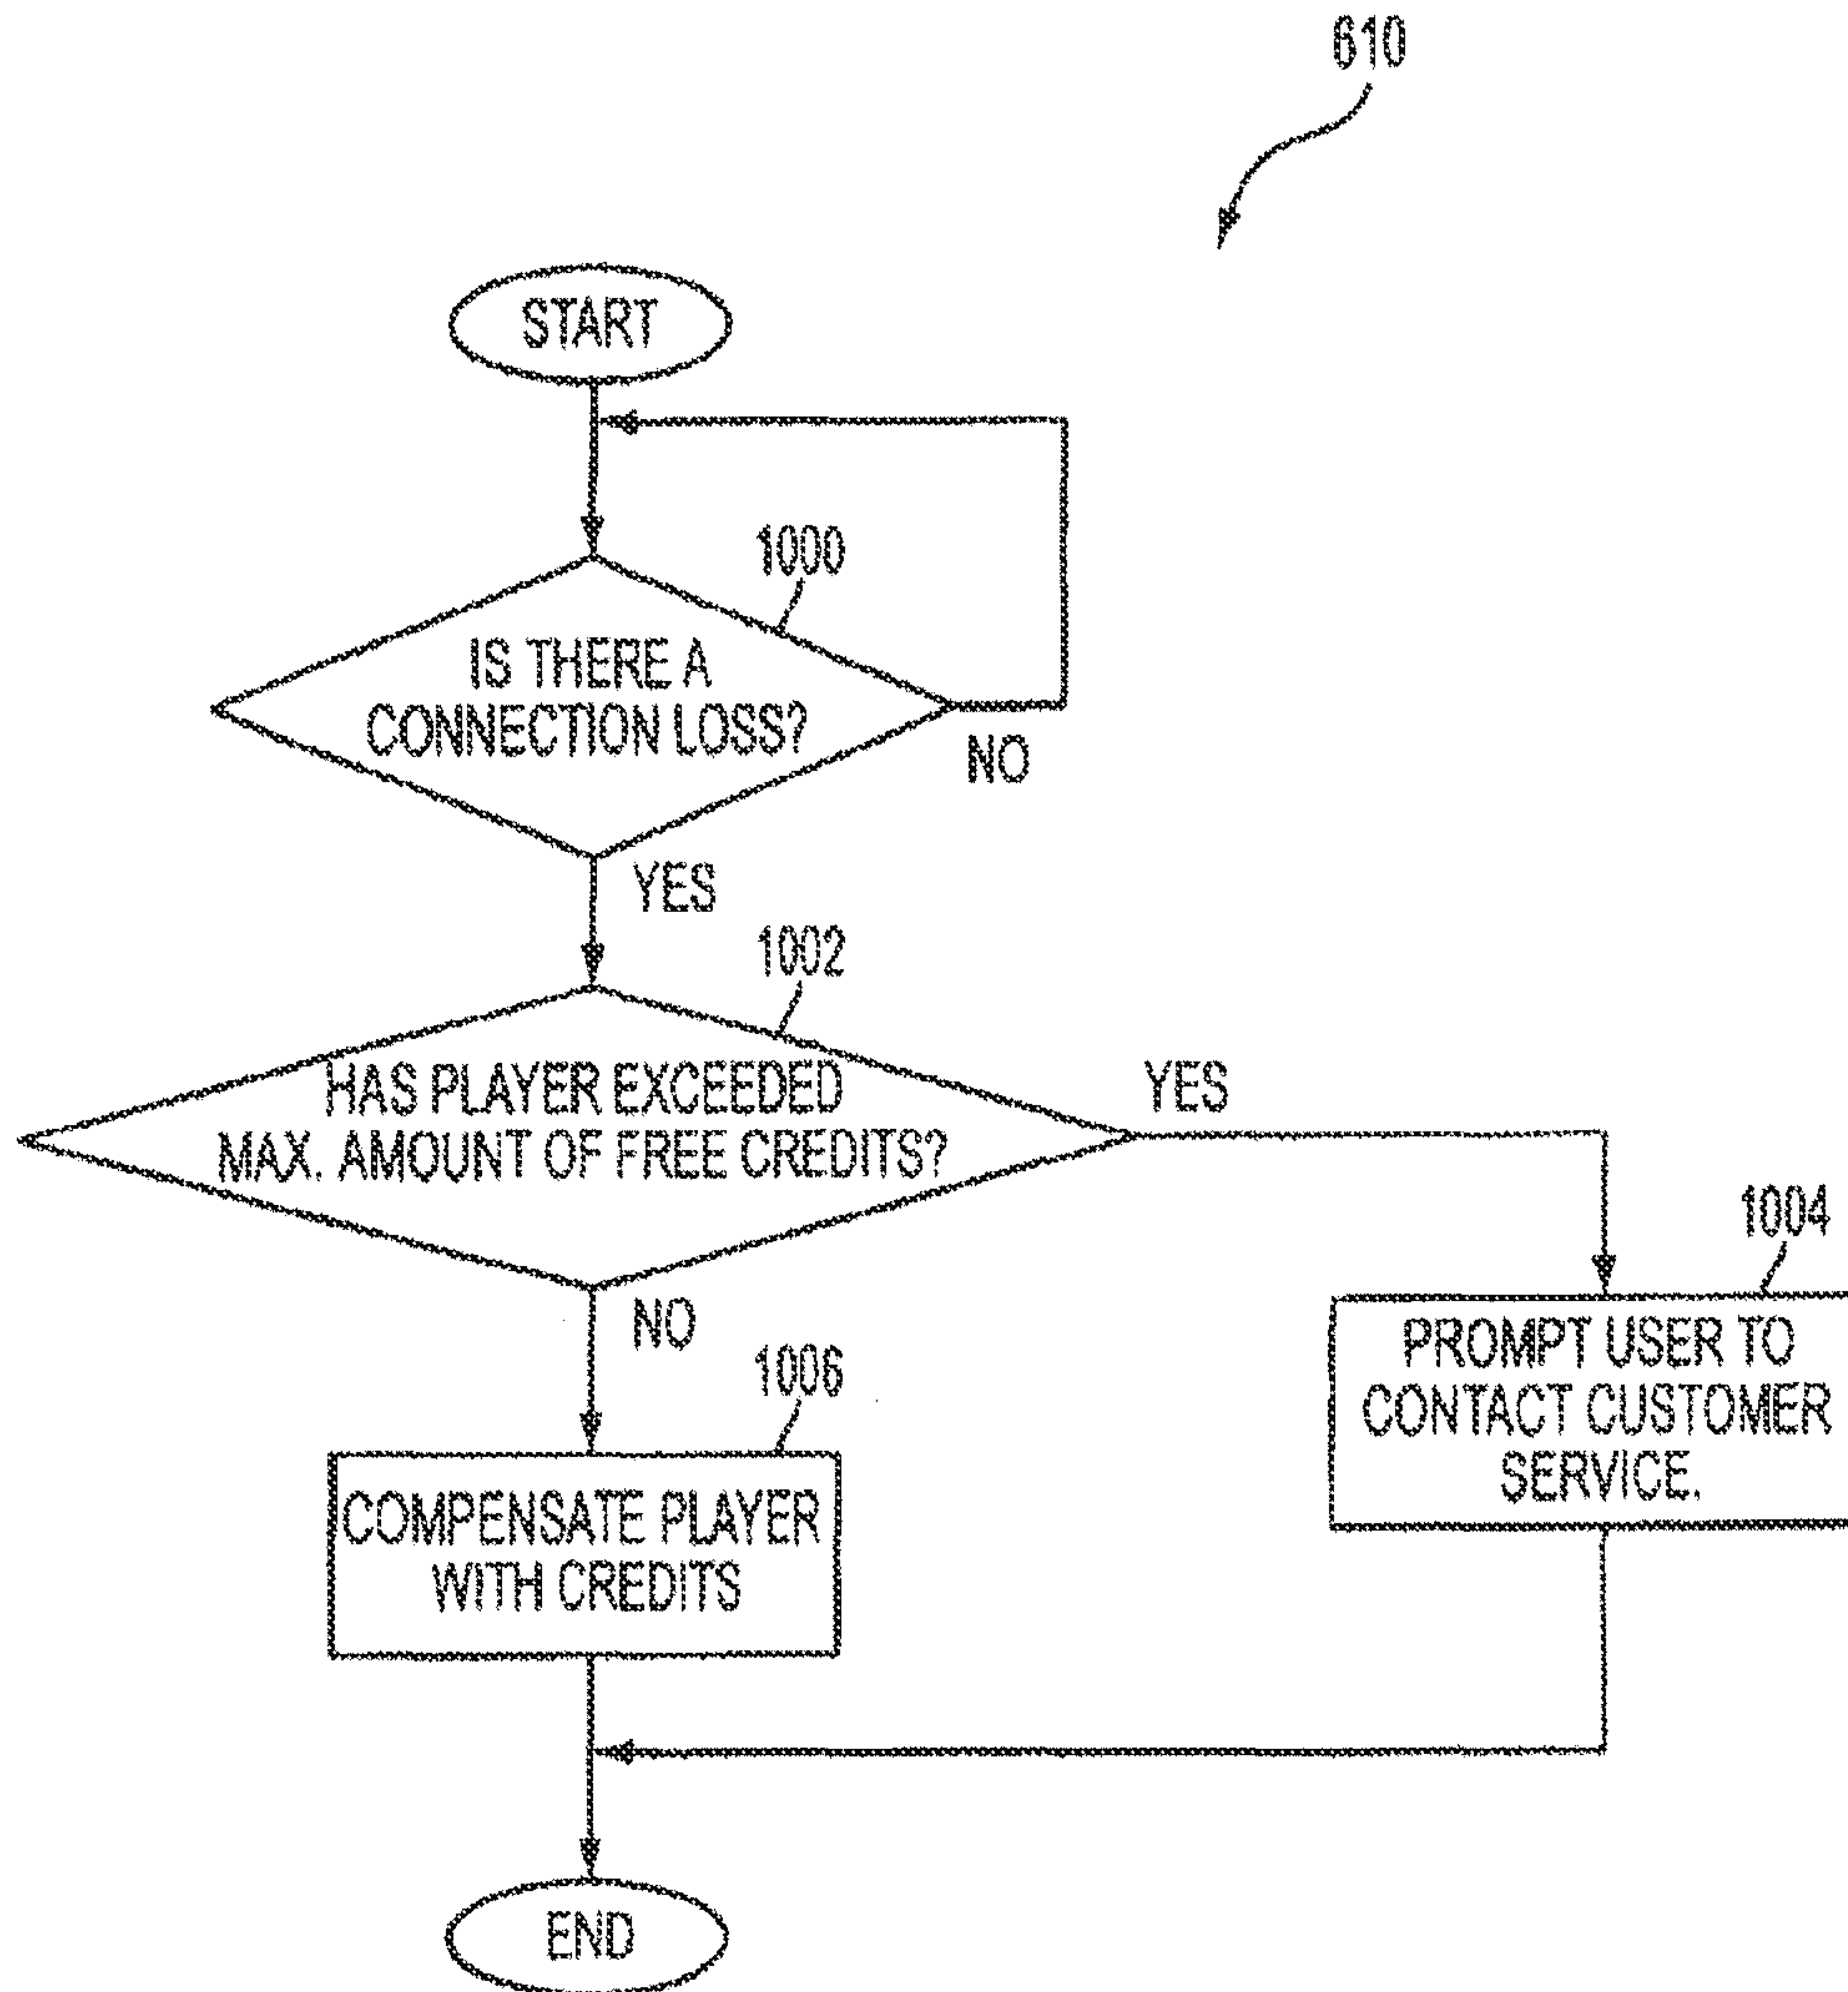 610
START
1000
IS THERE A
CONNECTION LOSS?
NO
YES
1002
HAS PLAYER EXCEEDED
MAX. AMOUNT OF FREE CREDITS?
YES
1004
NO
PROMPT USER TO
CONTACT CUSTOMER
SERVICE.
1006
COMPENSATE PLAYER
WITH CREDITS
END